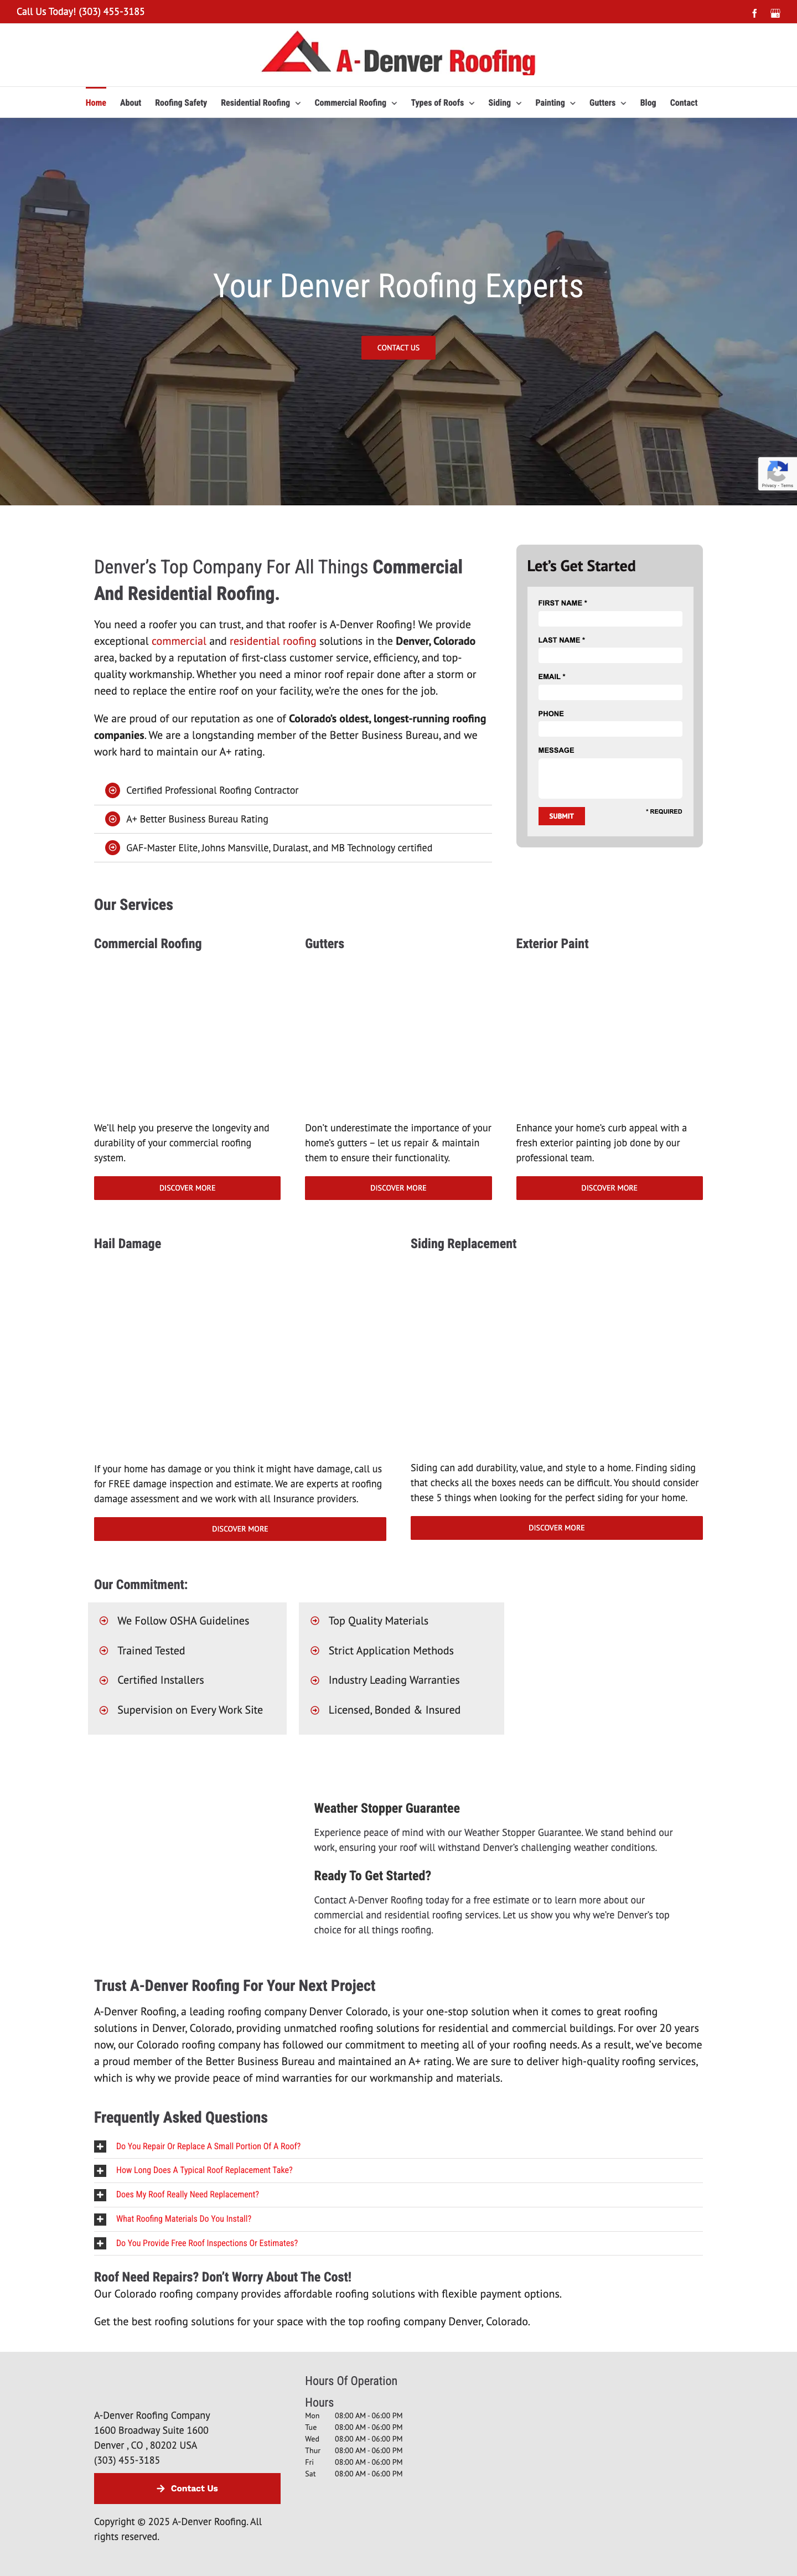 Call Us Today! (303) 455-3185
A-Denver Roofing
Home About Roofing Safety Residential Roofing Commercial Roofing Types of Roofs Siding Painting Gutters Blog Contact
Your Denver Roofing Experts
CONTACT US
Privacy - Terms
Denver's Top Company For All Things Commercial
And Residential Roofing.
You need a roofer you can trust, and that roofer is A-Denver Roofing! We provide
exceptional commercial and residential roofing solutions in the Denver, Colorado
area, backed by a reputation of first-class customer service, efficiency, and top-
quality workmanship. Whether you need a minor roof repair done after a storm or
need to replace the entire roof on your facility, we're the ones for the job.
We are proud of our reputation as one of Colorado's oldest, longest-running roofing
companies. We are a longstanding member of the Better Business Bureau, and we
work hard to maintain our A+ rating.
Certified Professional Roofing Contractor
A+ Better Business Bureau Rating
GAF-Master Elite, Johns Mansville, Duralast, and MB Technology certified
Let's Get Started
FIRST NAME *
LAST NAME *
EMAIL *
PHONE
MESSAGE
SUBMIT
* REQUIRED
Our Services
Commercial Roofing
We'll help you preserve the longevity and
durability of your commercial roofing
system.
DISCOVER MORE
Gutters
Don't underestimate the importance of your
home's gutters – let us repair & maintain
them to ensure their functionality.
DISCOVER MORE
Exterior Paint
Enhance your home's curb appeal with a
fresh exterior painting job done by our
professional team.
DISCOVER MORE
Hail Damage
If your home has damage or you think it might have damage, call us
for FREE damage inspection and estimate. We are experts at roofing
damage assessment and we work with all Insurance providers.
DISCOVER MORE
Siding Replacement
Siding can add durability, value, and style to a home. Finding siding
that checks all the boxes needs can be difficult. You should consider
these 5 things when looking for the perfect siding for your home.
DISCOVER MORE
Our Commitment:
We Follow OSHA Guidelines
Trained Tested
Certified Installers
Supervision on Every Work Site
Top Quality Materials
Strict Application Methods
Industry Leading Warranties
Licensed, Bonded & Insured
Weather Stopper Guarantee
Experience peace of mind with our Weather Stopper Guarantee. We stand behind our
work, ensuring your roof will withstand Denver's challenging weather conditions.
Ready To Get Started?
Contact A-Denver Roofing today for a free estimate or to learn more about our
commercial and residential roofing services. Let us show you why we're Denver's top
choice for all things roofing.
Trust A-Denver Roofing For Your Next Project
A-Denver Roofing, a leading roofing company Denver Colorado, is your one-stop solution when it comes to great roofing
solutions in Denver, Colorado, providing unmatched roofing solutions for residential and commercial buildings. For over 20 years
now, our Colorado roofing company has followed our commitment to meeting all of your roofing needs. As a result, we've become
a proud member of the Better Business Bureau and maintained an A+ rating. We are sure to deliver high-quality roofing services,
which is why we provide peace of mind warranties for our workmanship and materials.
Frequently Asked Questions
Do You Repair Or Replace A Small Portion Of A Roof?
How Long Does A Typical Roof Replacement Take?
Does My Roof Really Need Replacement?
What Roofing Materials Do You Install?
Do You Provide Free Roof Inspections Or Estimates?
Roof Need Repairs? Don't Worry About The Cost!
Our Colorado roofing company provides affordable roofing solutions with flexible payment options.
Get the best roofing solutions for your space with the top roofing company Denver, Colorado.
A-Denver Roofing Company
1600 Broadway Suite 1600
Denver , CO , 80202 USA
(303) 455-3185
Contact Us
Copyright © 2025 A-Denver Roofing. All
rights reserved.
Hours Of Operation
Hours
Mon 08:00 AM - 06:00 PM
Tue 08:00 AM - 06:00 PM
Wed 08:00 AM - 06:00 PM
Thur 08:00 AM - 06:00 PM
Fri 08:00 AM - 06:00 PM
Sat 08:00 AM - 06:00 PM